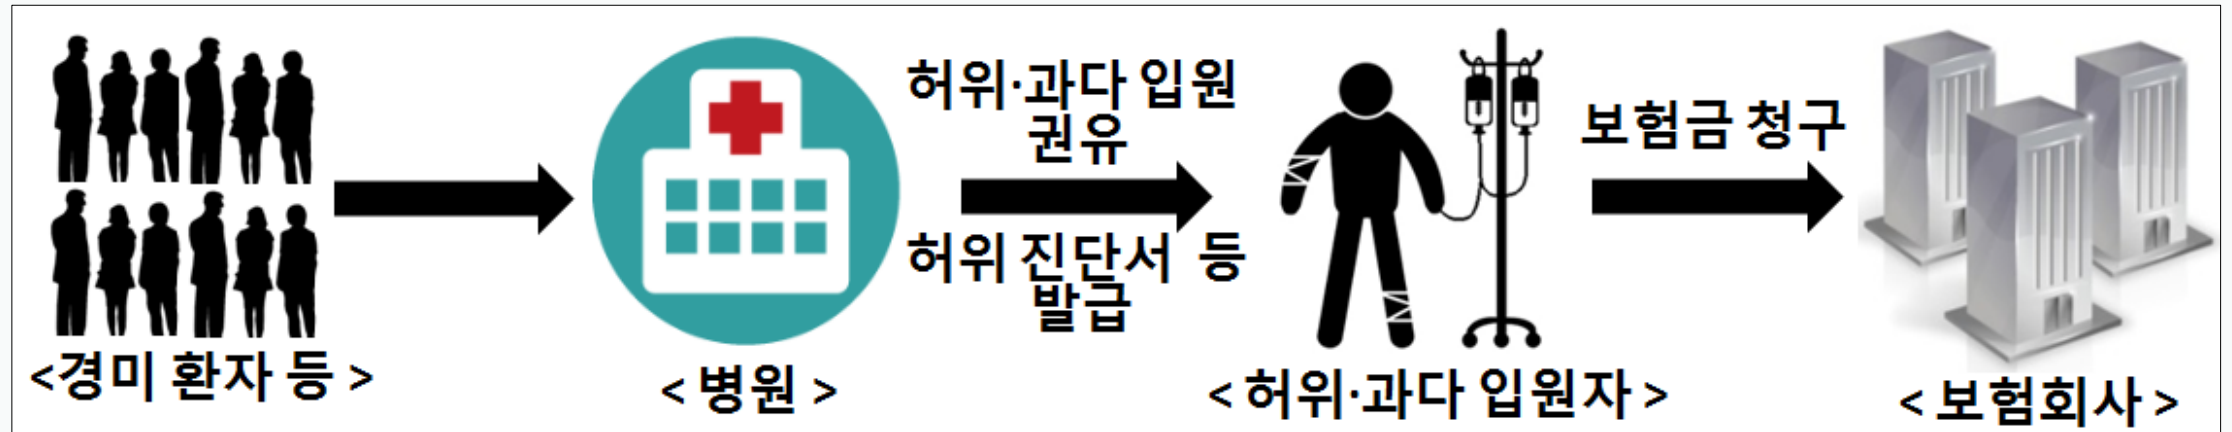 허위·과다 입원
권유
보험금 청구
허위 진단서 등
발급
<경미 환자 등 >
< 병원 >
< 허위·과다 입원자 >
< 보험회사 >